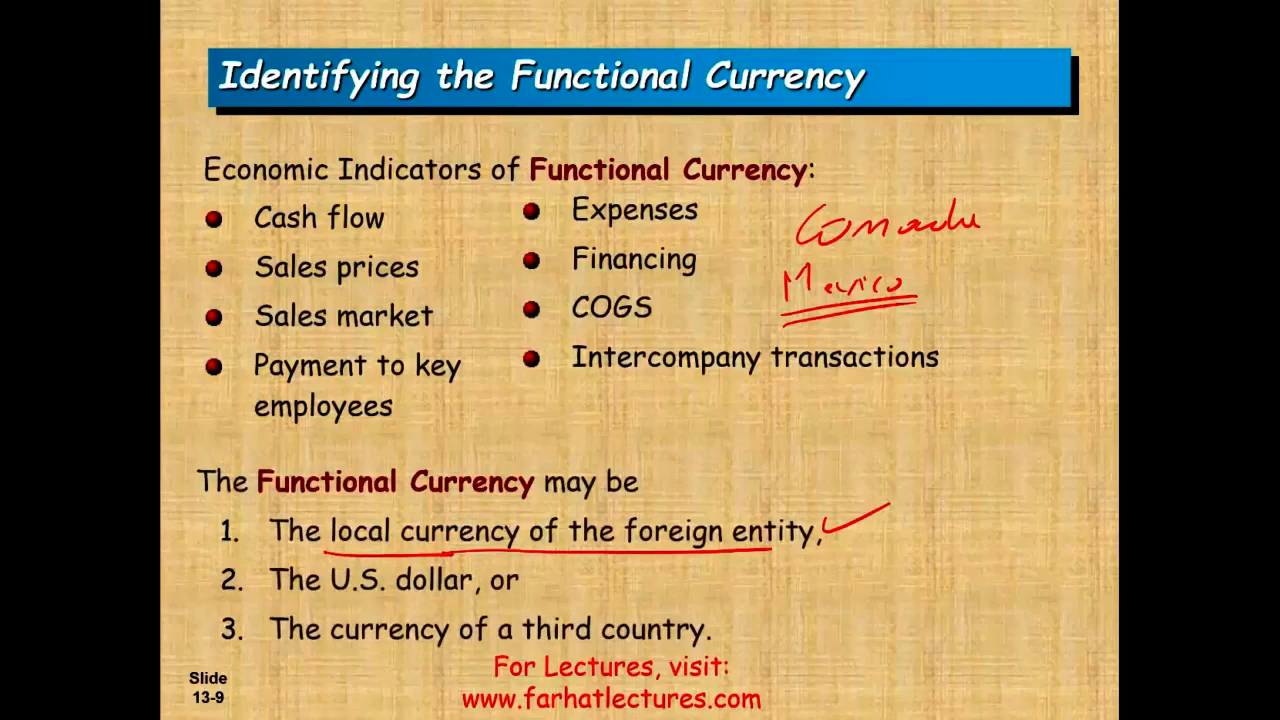 Identifying the Functional Currency
Economic Indicators of Functional Currency:
Cash flow
Sales prices
Sales market
Payment to key
employees
Expenses
Financing
COGS
Intercompany transactions
Mexico
The Functional Currency may be
1. The local currency of the foreign entity,
2. The U.S. dollar, or
3. The currency of a third country.
For Lectures, visit:
www.farhatlectures.com
Slide
13-9